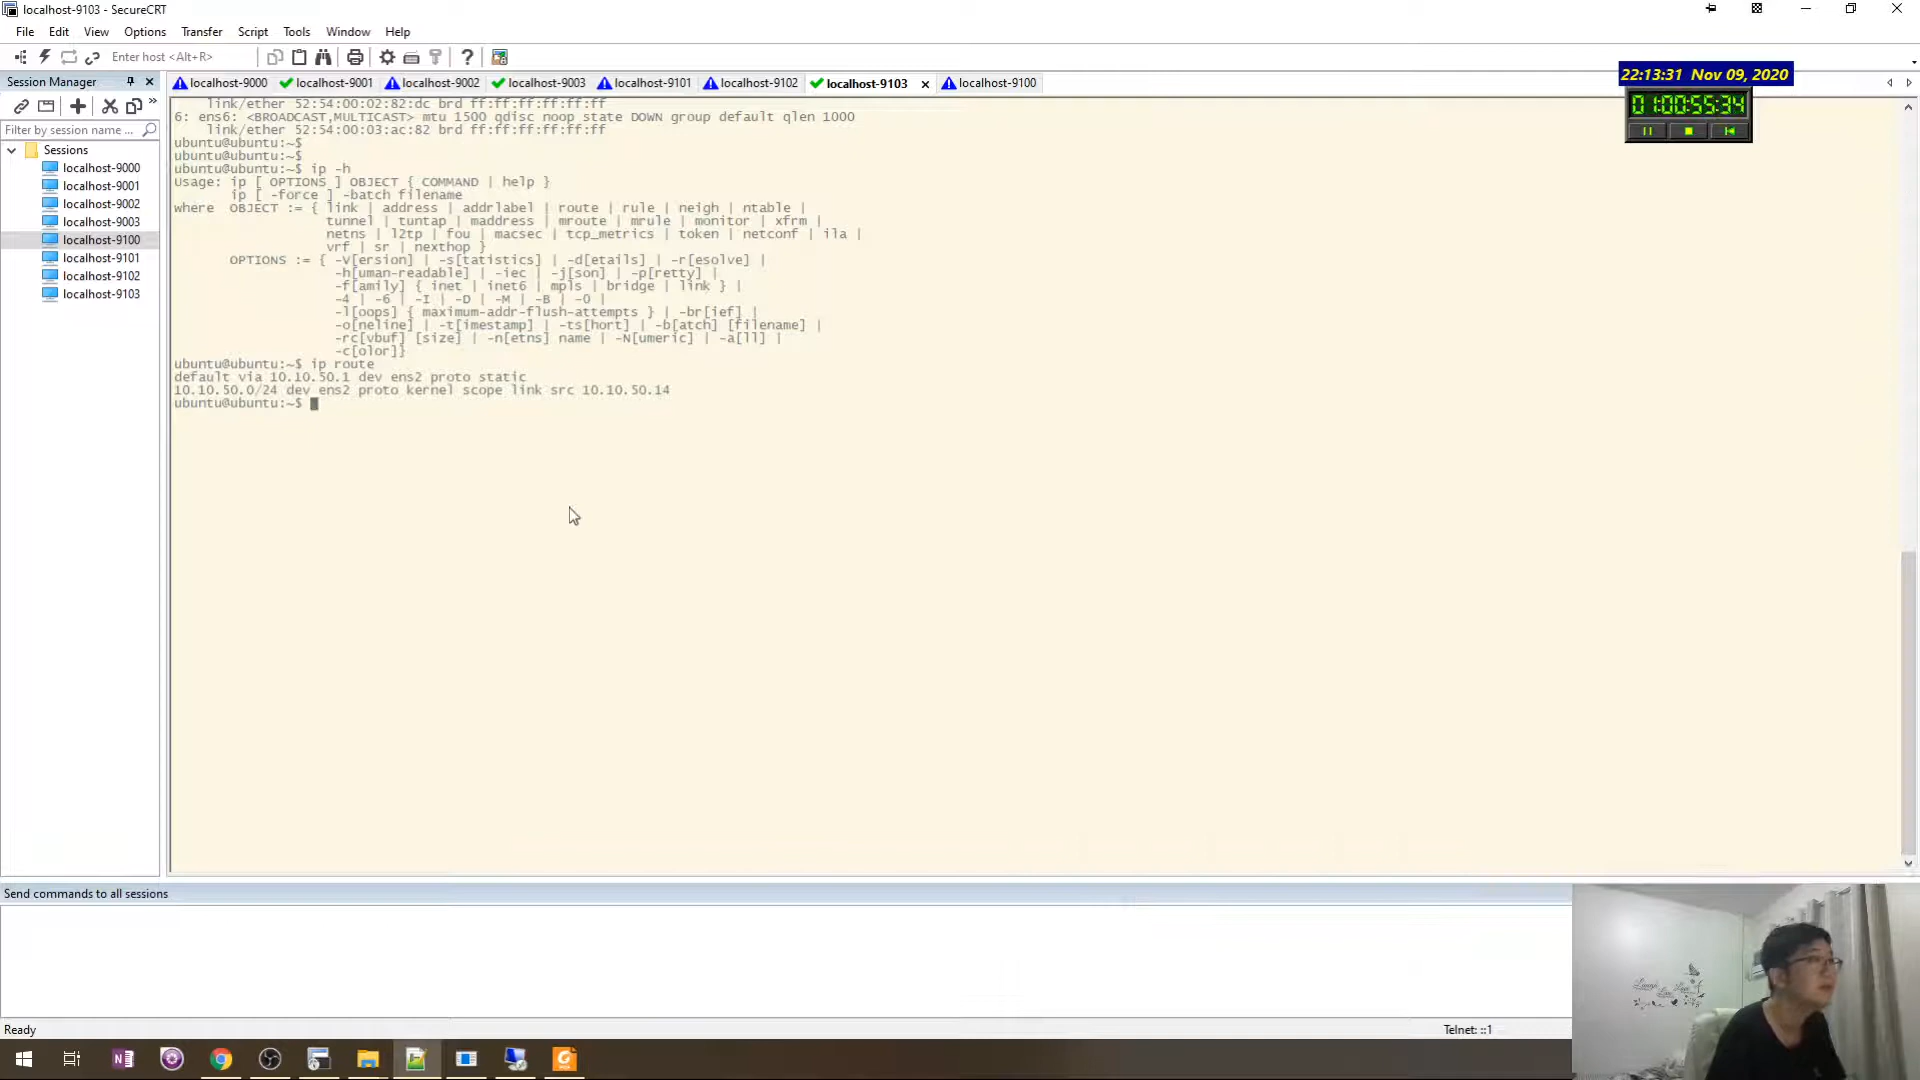 localhost-9103 - SecureCRT
File Edit View Options Transfer Script Tools Window Help
Enter host <Alt+R>
Session Manager
localhost-9000 localhost-9001 localhost-9002 localhost-9003 localhost-9101 localhost-9102 localhost-9103 localhost-9100
22:13:31 Nov 09, 2020
01:00:55:34
Filter by session name ...
Sessions
localhost-9000
localhost-9001
localhost-9002
localhost-9003
localhost-9100
localhost-9101
localhost-9102
localhost-9103
link/ether 52:54:00:02:82:dc brd ff:ff:ff:ff:ff:ff
6: ens6: <BROADCAST,MULTICAST> mtu 1500 qdisc noop state DOWN group default qlen 1000
link/ether 52:54:00:03:ac:82 brd ff:ff:ff:ff:ff:ff
ubuntu@ubuntu:~$
ubuntu@ubuntu:~$
ubuntu@ubuntu:~$ ip -h
Usage: ip [ OPTIONS ] OBJECT { COMMAND | help }
ip [ -force ] -batch filename
where OBJECT := { link | address | addrlabel | route | rule | neigh | ntable |
tunnel | tuntap | maddress | mroute | mrule | monitor | xfrm |
netns | l2tp | fou | macsec | tcp_metrics | token | netconf | ila |
vrf | sr | nexthop }
OPTIONS := { -V[ersion] | -s[tatistics] | -d[etails] | -r[esolve] |
-h[uman-readable] | -iec | -j[son] | -p[retty] |
-f[amily] { inet | inet6 | mpls | bridge | link } |
-4 | -6 | -I | -D | -M | -B | -0 |
-l[oops] { maximum-addr-flush-attempts } | -br[ief] |
-o[neline] | -t[imestamp] | -ts[hort] | -b[atch] [filename] |
-rc[vbuf] [size] | -n[etns] name | -N[umeric] | -a[ll] |
-c[olor]}
ubuntu@ubuntu:~$ ip route
default via 10.10.50.1 dev ens2 proto static
10.10.50.0/24 dev ens2 proto kernel scope link src 10.10.50.14
ubuntu@ubuntu:~$
Send commands to all sessions
Ready
Telnet: ::1